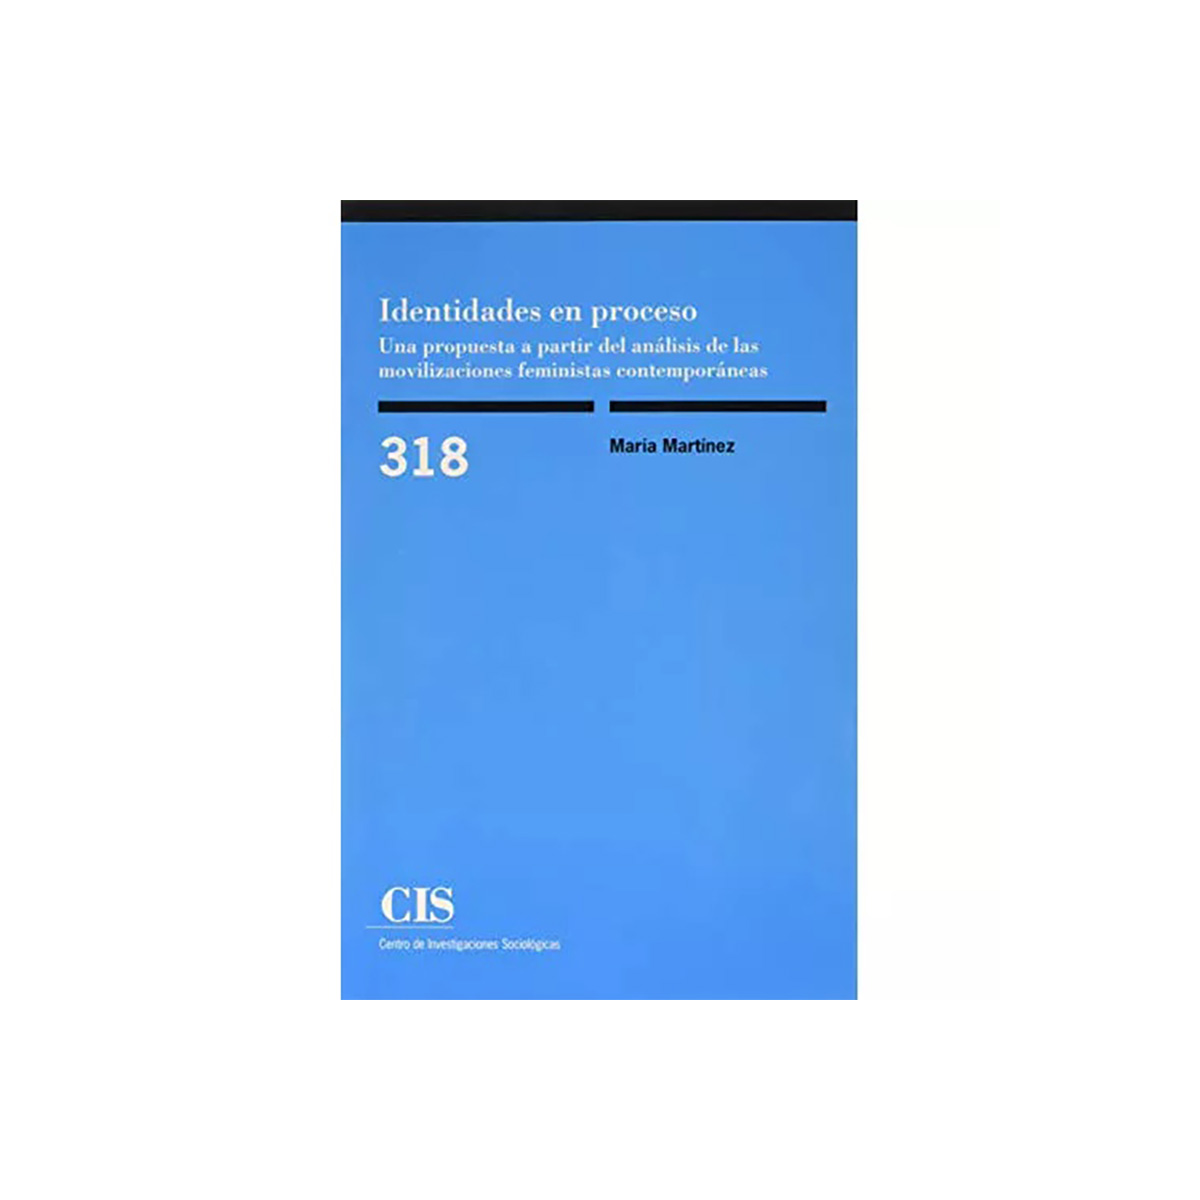 Identidades en proceso
Una propuesta a partir del análisis de las
movilizaciones feministas contemporáneas
318
María Martínez
CIS
Centro de Investigaciones Sociológicas